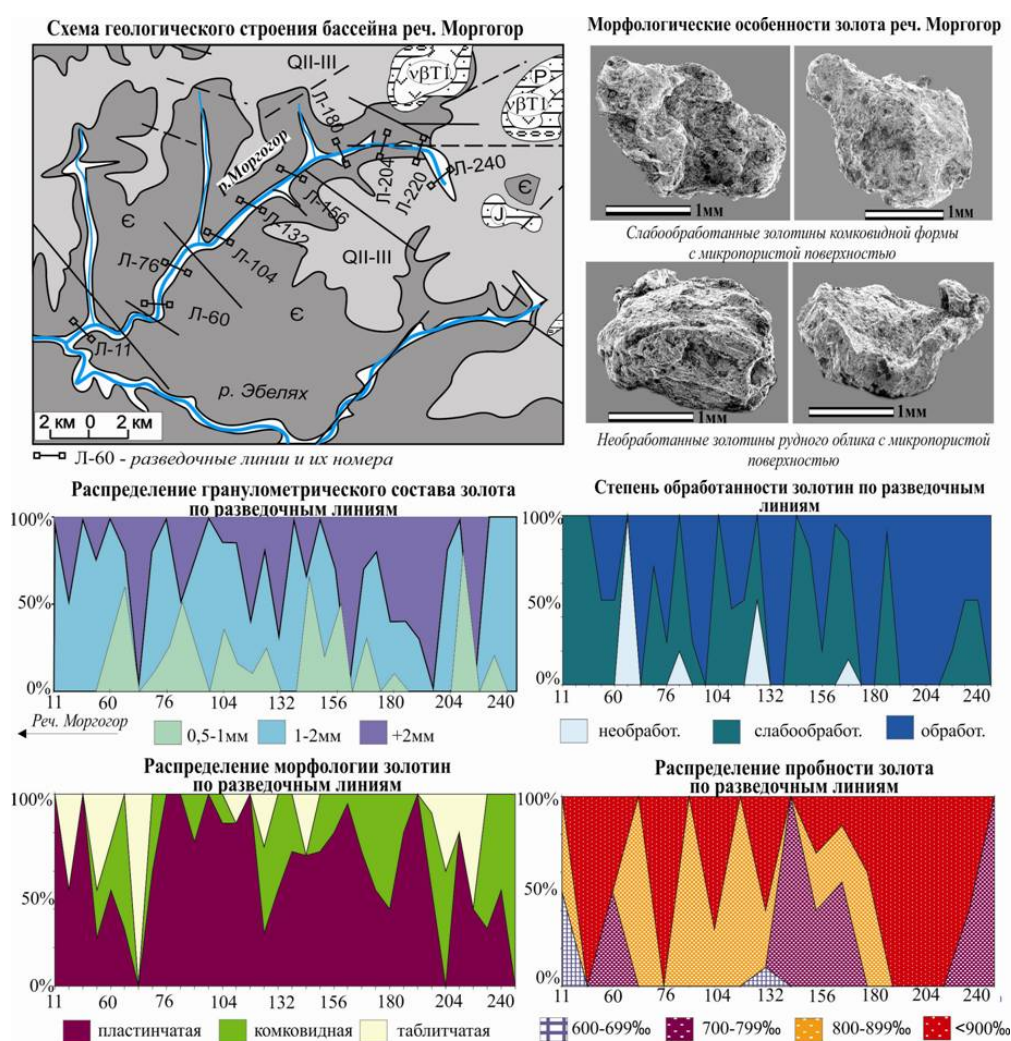 Схема геологического строения бассейна реч. Моргогор
QII-III
νβT1
P
νβT1
Л-180
р. Моргогор
Л-204
Л-220
Л-240
Є
J
Є
Л-156
Л-132
QII-III
Л-76
Л-104
Є
Л-60
Л-11
р. Эбелях
2 км 0 2 км
Л-60 - разведочные линии и их номера
Морфологические особенности золота реч. Моргогор
1мм
1мм
Слабообработанные золотины комковидной формы
с микропористой поверхностью
1мм
1мм
Необработанные золотины рудного облика с микропористой
поверхностью
Распределение гранулометрического состава золота
по разведочным линиям
100%
50%
0%
11 60 76 104 132 156 180 204 240
Реч. Моргогор
0,5-1мм 1-2мм +2мм
Степень обработанности золотин по разведочным
линиям
100%
50%
0%
11 60 76 104 132 156 180 204 240
необработ. слабообработ. обработ.
Распределение морфологии золотин
по разведочным линиям
100%
50%
0%
11 60 76 104 132 156 180 204 240
пластинчатая комковидная таблитчатая
Распределение пробности золота
по разведочным линиям
100%
50%
0%
11 60 76 104 132 156 180 204 240
600-699‰ 700-799‰ 800-899‰ <900‰